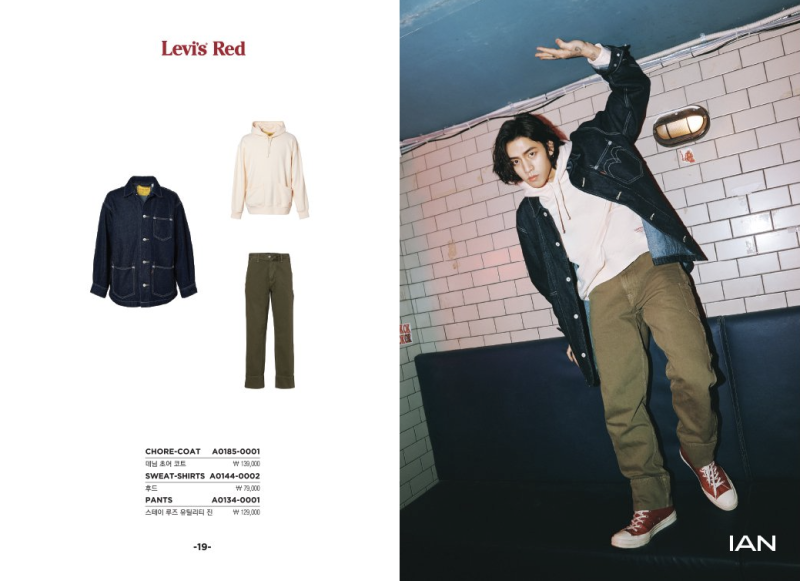 Levi's Red
CHORE-COAT A0185-0001
데님 초어 코트 ₩ 139,000
SWEAT-SHIRTS A0144-0002
후드 ₩ 79,000
PANTS A0134-0001
스테이 루즈 유틸리티 진 ₩ 129,000
-19-
IAN